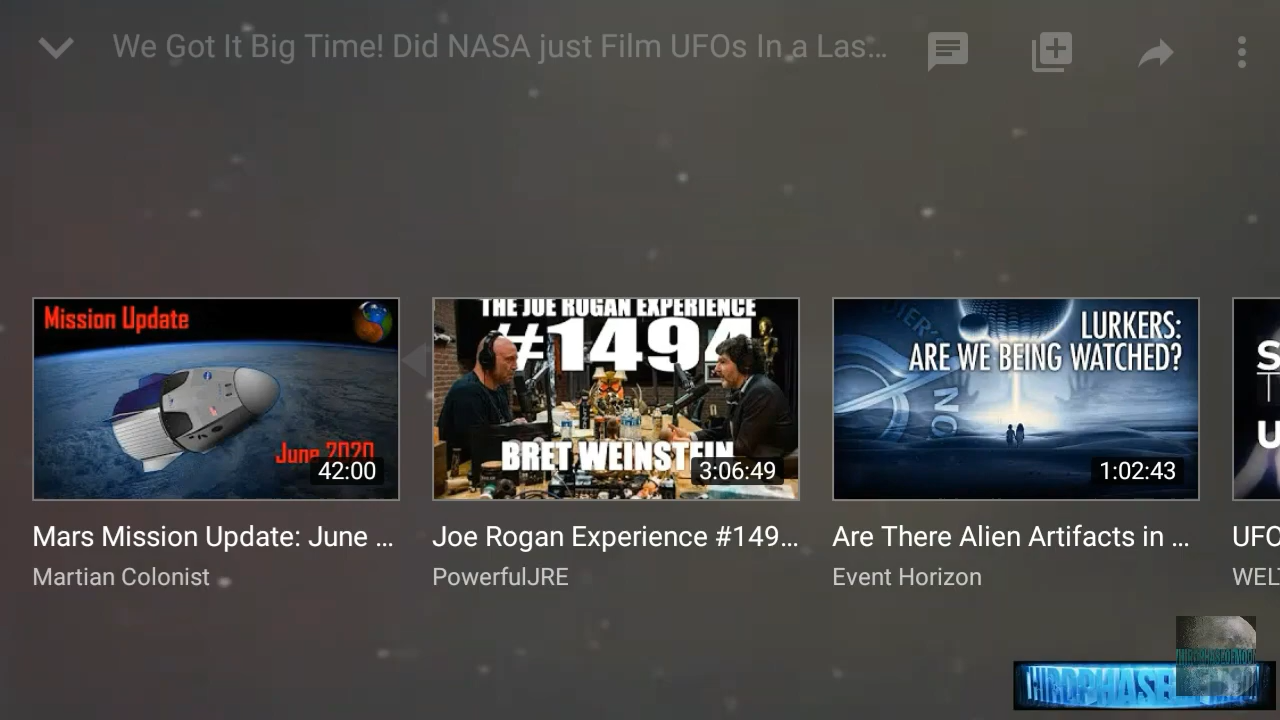 We Got It Big Time! Did NASA just Film UFOs In a Las...
Mission Update
June 2020
42:00
THE JOE ROGAN EXPERIENCE
#1494
BRET WEINSTEIN
3:06:49
LURKERS:
ARE WE BEING WATCHED?
1:02:43
S
T
U
Mars Mission Update: June ...
Joe Rogan Experience #149...
Are There Alien Artifacts in ...
UFO
Martian Colonist
PowerfulJRE
Event Horizon
WEL